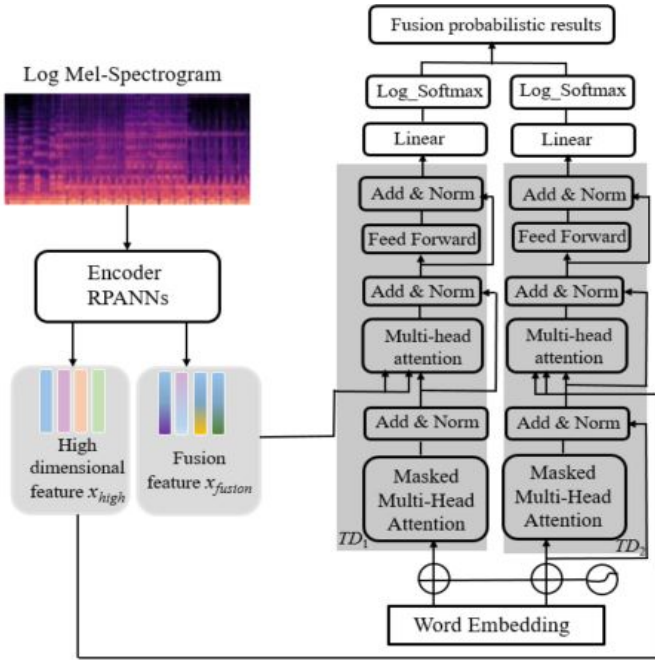 Fusion probabilistic results
Log Mel-Spectrogram
Log_Softmax
Log_Softmax
Linear
Linear
Add & Norm
Add & Norm
Feed Forward
Feed Forward
Encoder
RPANNs
Add & Norm
Add & Norm
Multi-head
attention
Multi-head
attention
High
dimensional
feature x_high
Fusion
feature x_fusion
Add & Norm
Add & Norm
Masked
Multi-Head
Attention
Masked
Multi-Head
Attention
TD₁
TD₂
Word Embedding